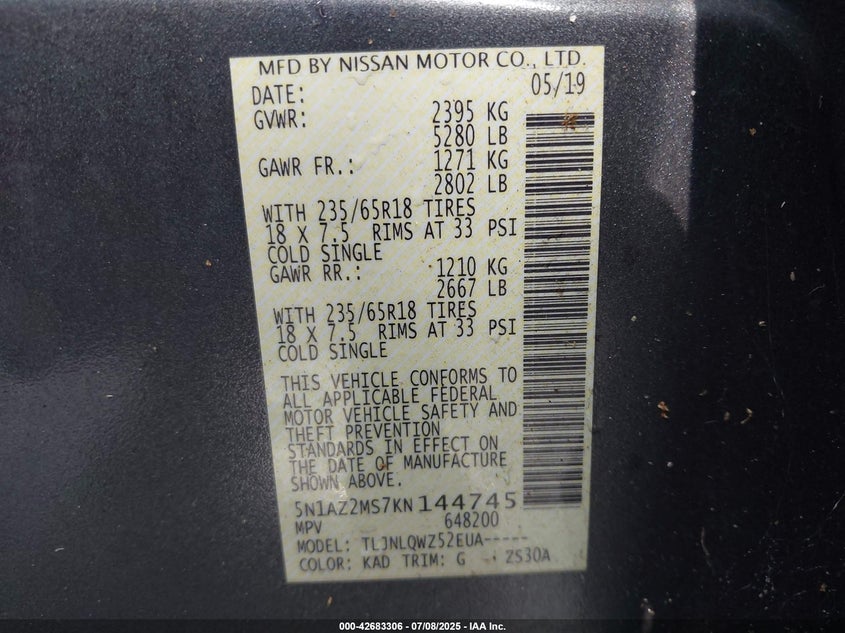 MFD BY NISSAN MOTOR CO., LTD.
DATE: 05/19
GVWR: 2395 KG
5280 LB
GAWR FR.: 1271 KG
2802 LB
WITH 235/65R18 TIRES
18 X 7.5 RIMS AT 33 PSI
COLD SINGLE
GAWR RR.: 1210 KG
2667 LB
WITH 235/65R18 TIRES
18 X 7.5 RIMS AT 33 PSI
COLD SINGLE
THIS VEHICLE CONFORMS TO
ALL APPLICABLE FEDERAL
MOTOR VEHICLE SAFETY AND
THEFT PREVENTION
STANDARDS IN EFFECT ON
THE DATE OF MANUFACTURE
SHOWN ABOVE.
5N1AZ2MS7KN144745
MPV 648200
MODEL: TLJNLQWZ52EUA-----
COLOR: KAD TRIM: G ZS30A
000-42683306 - 07/08/2025 - IAA Inc.